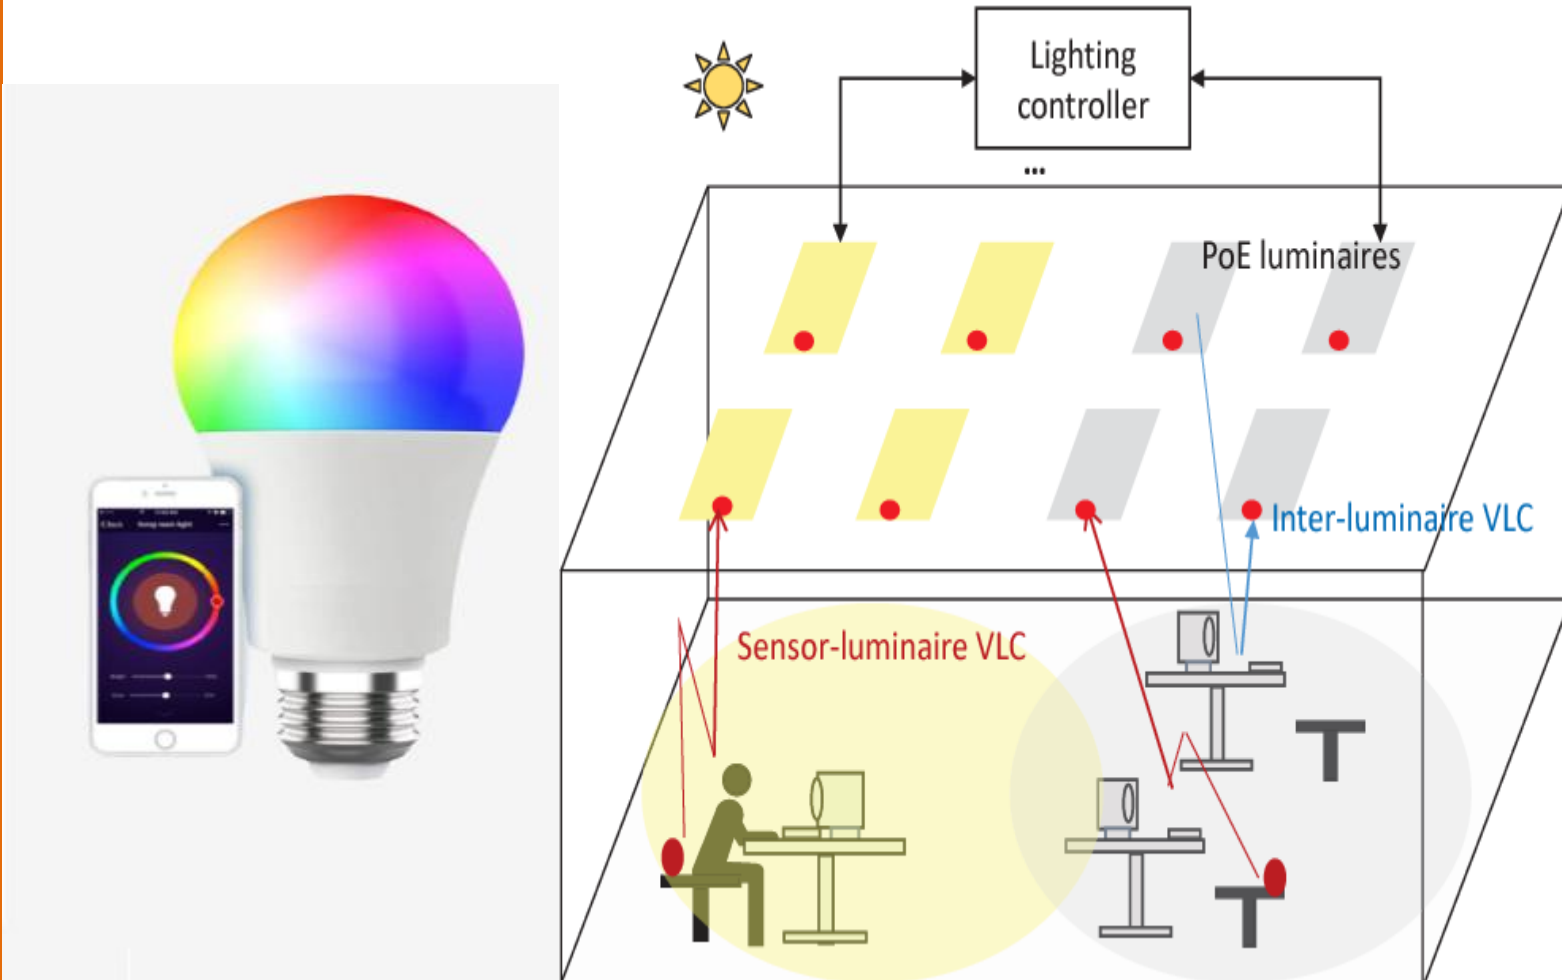 Lighting
controller
...
PoE luminaires
Inter-luminaire VLC
Sensor-luminaire VLC